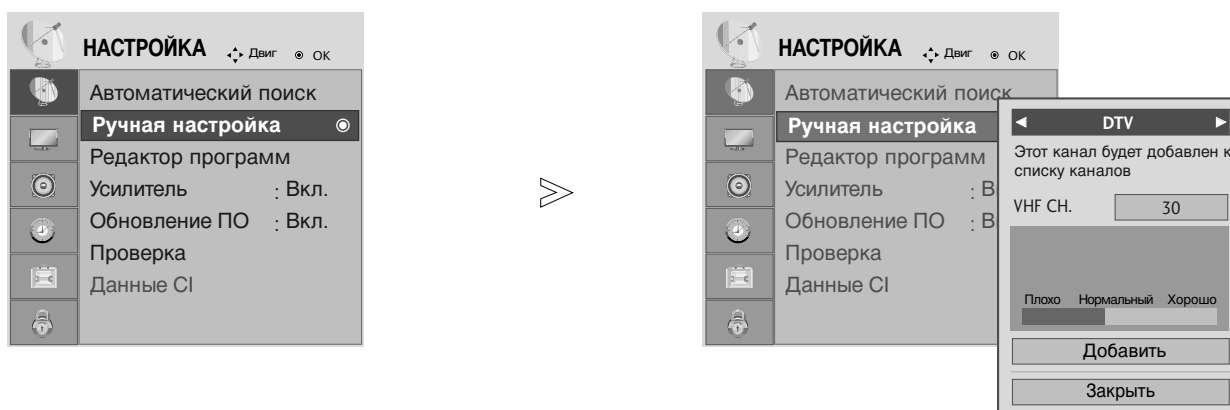 НАСТРОЙКА Двиг ОК
Автоматический поиск
Ручная настройка
Редактор программ
Усилитель : Вкл.
Обновление ПО : Вкл.
Проверка
Данные CI
НАСТРОЙКА Двиг ОК
Автоматический поиск
Ручная настройка
Редактор программ
Усилитель : В
Обновление ПО : В
Проверка
Данные CI
DTV
Этот канал будет добавлен к
списку каналов
VHF CH. 30
Плохо Нормальный Хорошо
Добавить
Закрыть